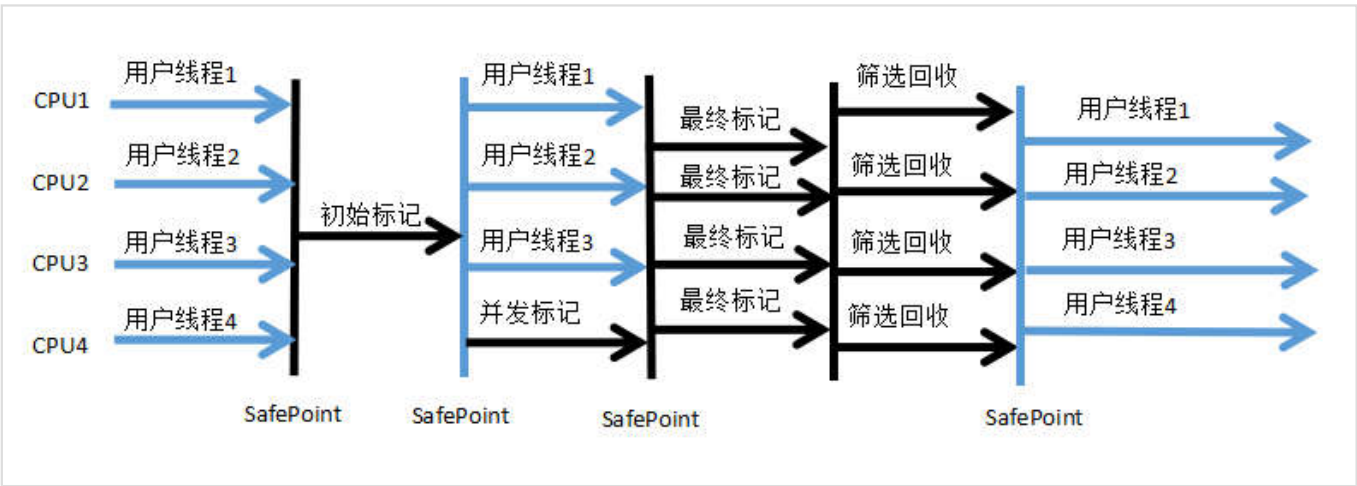 用户线程1
用户线程1
筛选回收
CPU1
用户线程1
最终标记
用户线程2
用户线程2
最终标记
筛选回收
用户线程2
CPU2
初始标记
用户线程3
用户线程3
最终标记
筛选回收
用户线程3
CPU3
用户线程4
并发标记
最终标记
筛选回收
用户线程4
CPU4
SafePoint
SafePoint
SafePoint
SafePoint